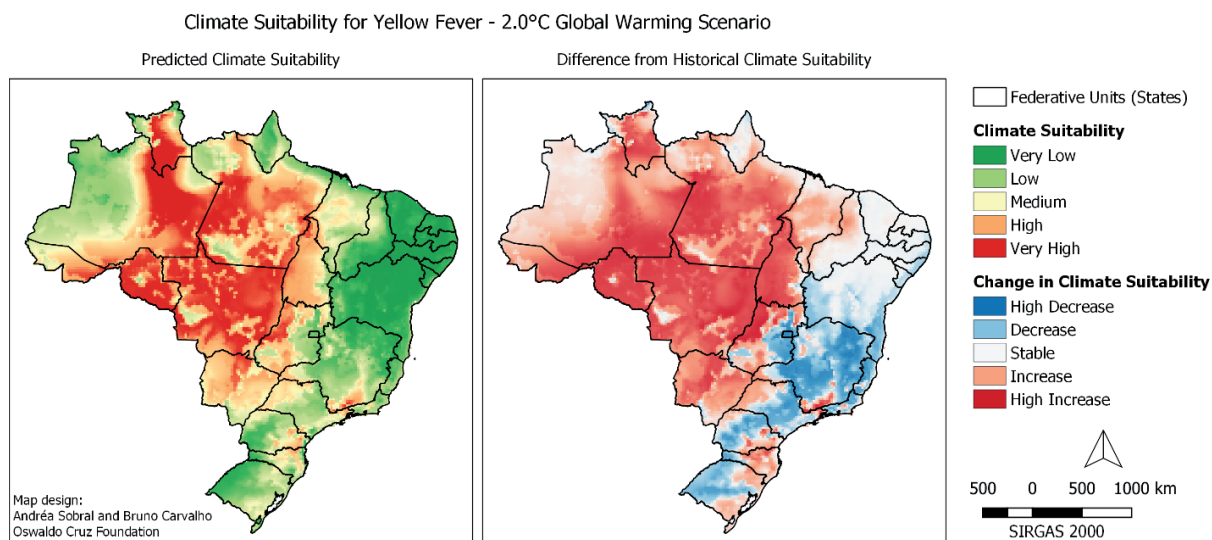 Climate Suitability for Yellow Fever - 2.0°C Global Warming Scenario
Predicted Climate Suitability
Difference from Historical Climate Suitability
Map design:
Andréa Sobral and Bruno Carvalho
Oswaldo Cruz Foundation
Federative Units (States)
Climate Suitability
Very Low
Low
Medium
High
Very High
Change in Climate Suitability
High Decrease
Decrease
Stable
Increase
High Increase
500 0 500 1000 km
SIRGAS 2000